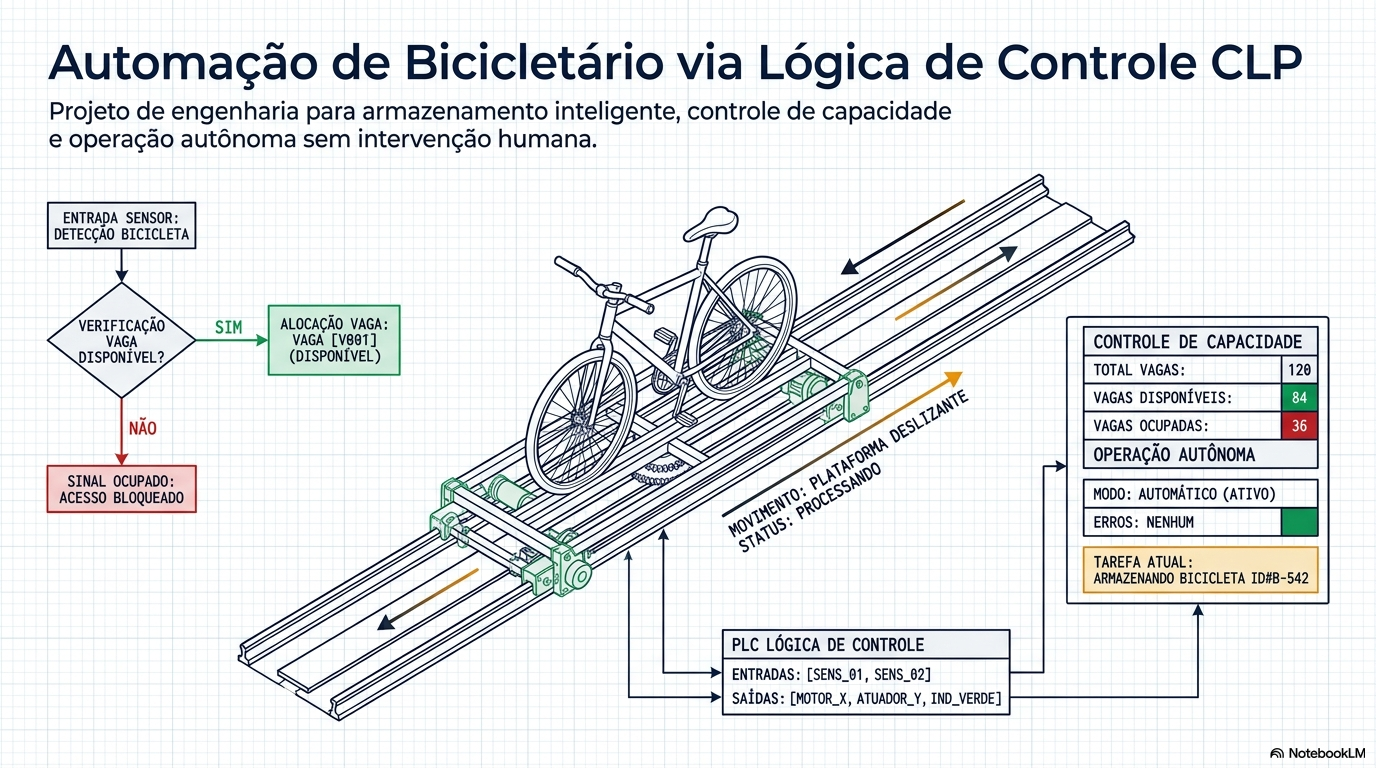 Automação de Bicicletário via Lógica de Controle CLP
Projeto de engenharia para armazenamento inteligente, controle de capacidade
e operação autônoma sem intervenção humana.
ENTRADA SENSOR:
DETECÇÃO BICICLETA
VERIFICAÇÃO
VAGA
DISPONÍVEL?
SIM
ALOCAÇÃO VAGA:
VAGA [V001]
(DISPONÍVEL)
NÃO
SINAL OCUPADO:
ACESSO BLOQUEADO
MOVIMENTO: PLATAFORMA DESLIZANTE
STATUS: PROCESSANDO
CONTROLE DE CAPACIDADE
TOTAL VAGAS: 120
VAGAS DISPONÍVEIS: 84
VAGAS OCUPADAS: 36
OPERAÇÃO AUTÔNOMA
MODO: AUTOMÁTICO (ATIVO)
ERROS: NENHUM
TAREFA ATUAL:
ARMAZENANDO BICICLETA ID#B-542
PLC LÓGICA DE CONTROLE
ENTRADAS: [SENS_01, SENS_02]
SAÍDAS: [MOTOR_X, ATUADOR_Y, IND_VERDE]
NotebookLM